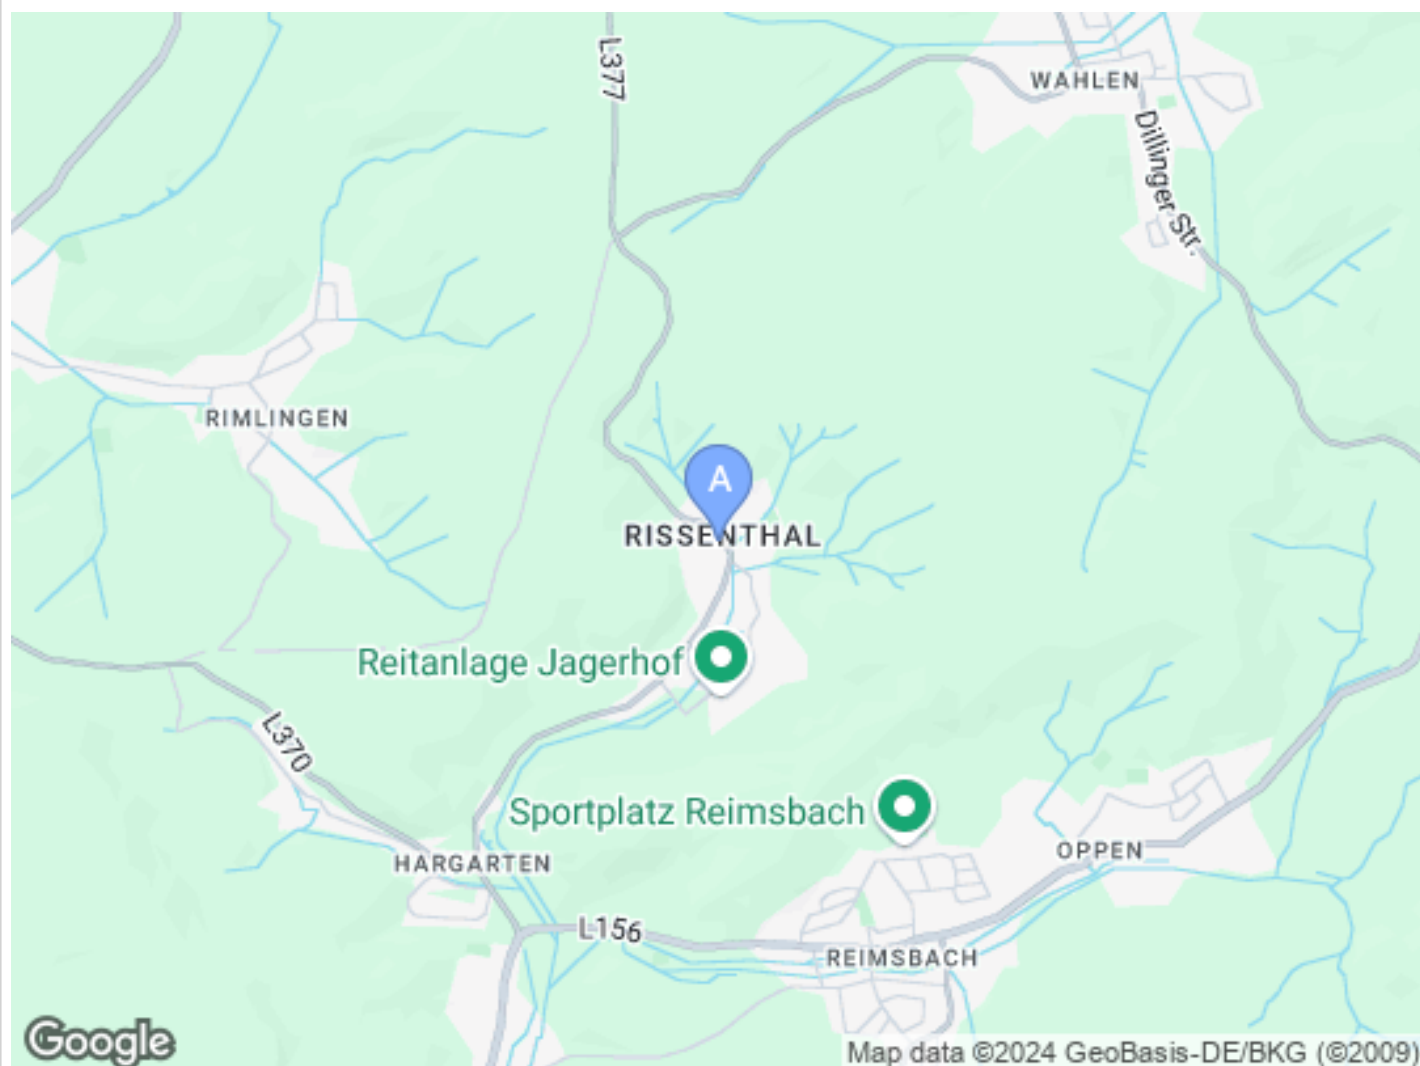 L377
WAHLEN
Dillinger Str.
RIMLINGEN
A
RISSENTHAL
Reitanlage Jagerhof
L370
Sportplatz Reimsbach
HARGARTEN
OPPEN
L156
REIMSBACH
Google
Map data ©2024 GeoBasis-DE/BKG (©2009)